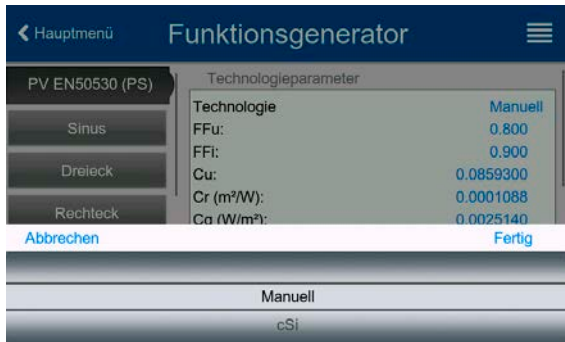 Hauptmenü
Funktionsgenerator
PV EN50530 (PS)
Sinus
Dreieck
Rechteck
Technologieparameter
Technologie Manuell
FFu: 0.800
FFi: 0.900
Cu: 0.0859300
Cr (m²/W): 0.0001088
Cg (W/m²): 0.0025140
Abbrechen Fertig
Manuell
cSi